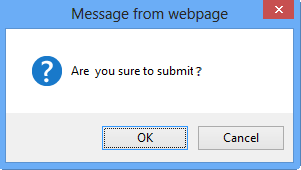 Message from webpage
Are you sure to submit?
OK
Cancel